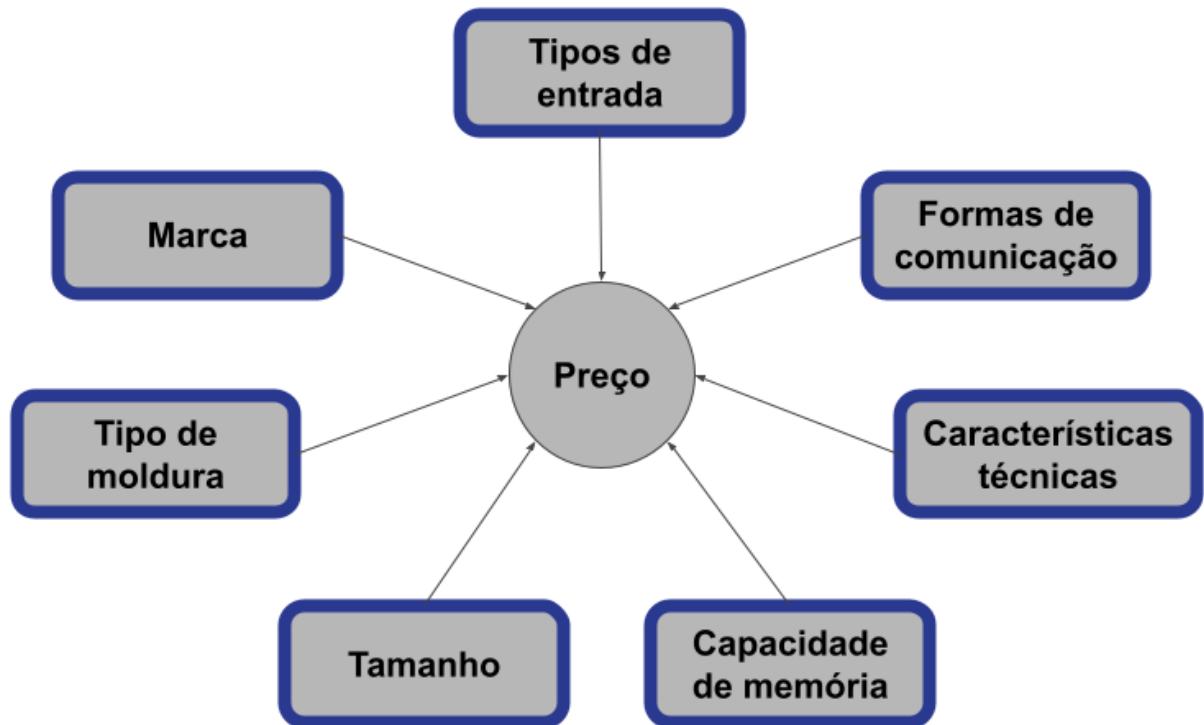 Tipos de
entrada
Marca
Formas de
comunicação
Preço
Tipo de
moldura
Características
técnicas
Tamanho
Capacidade
de memória